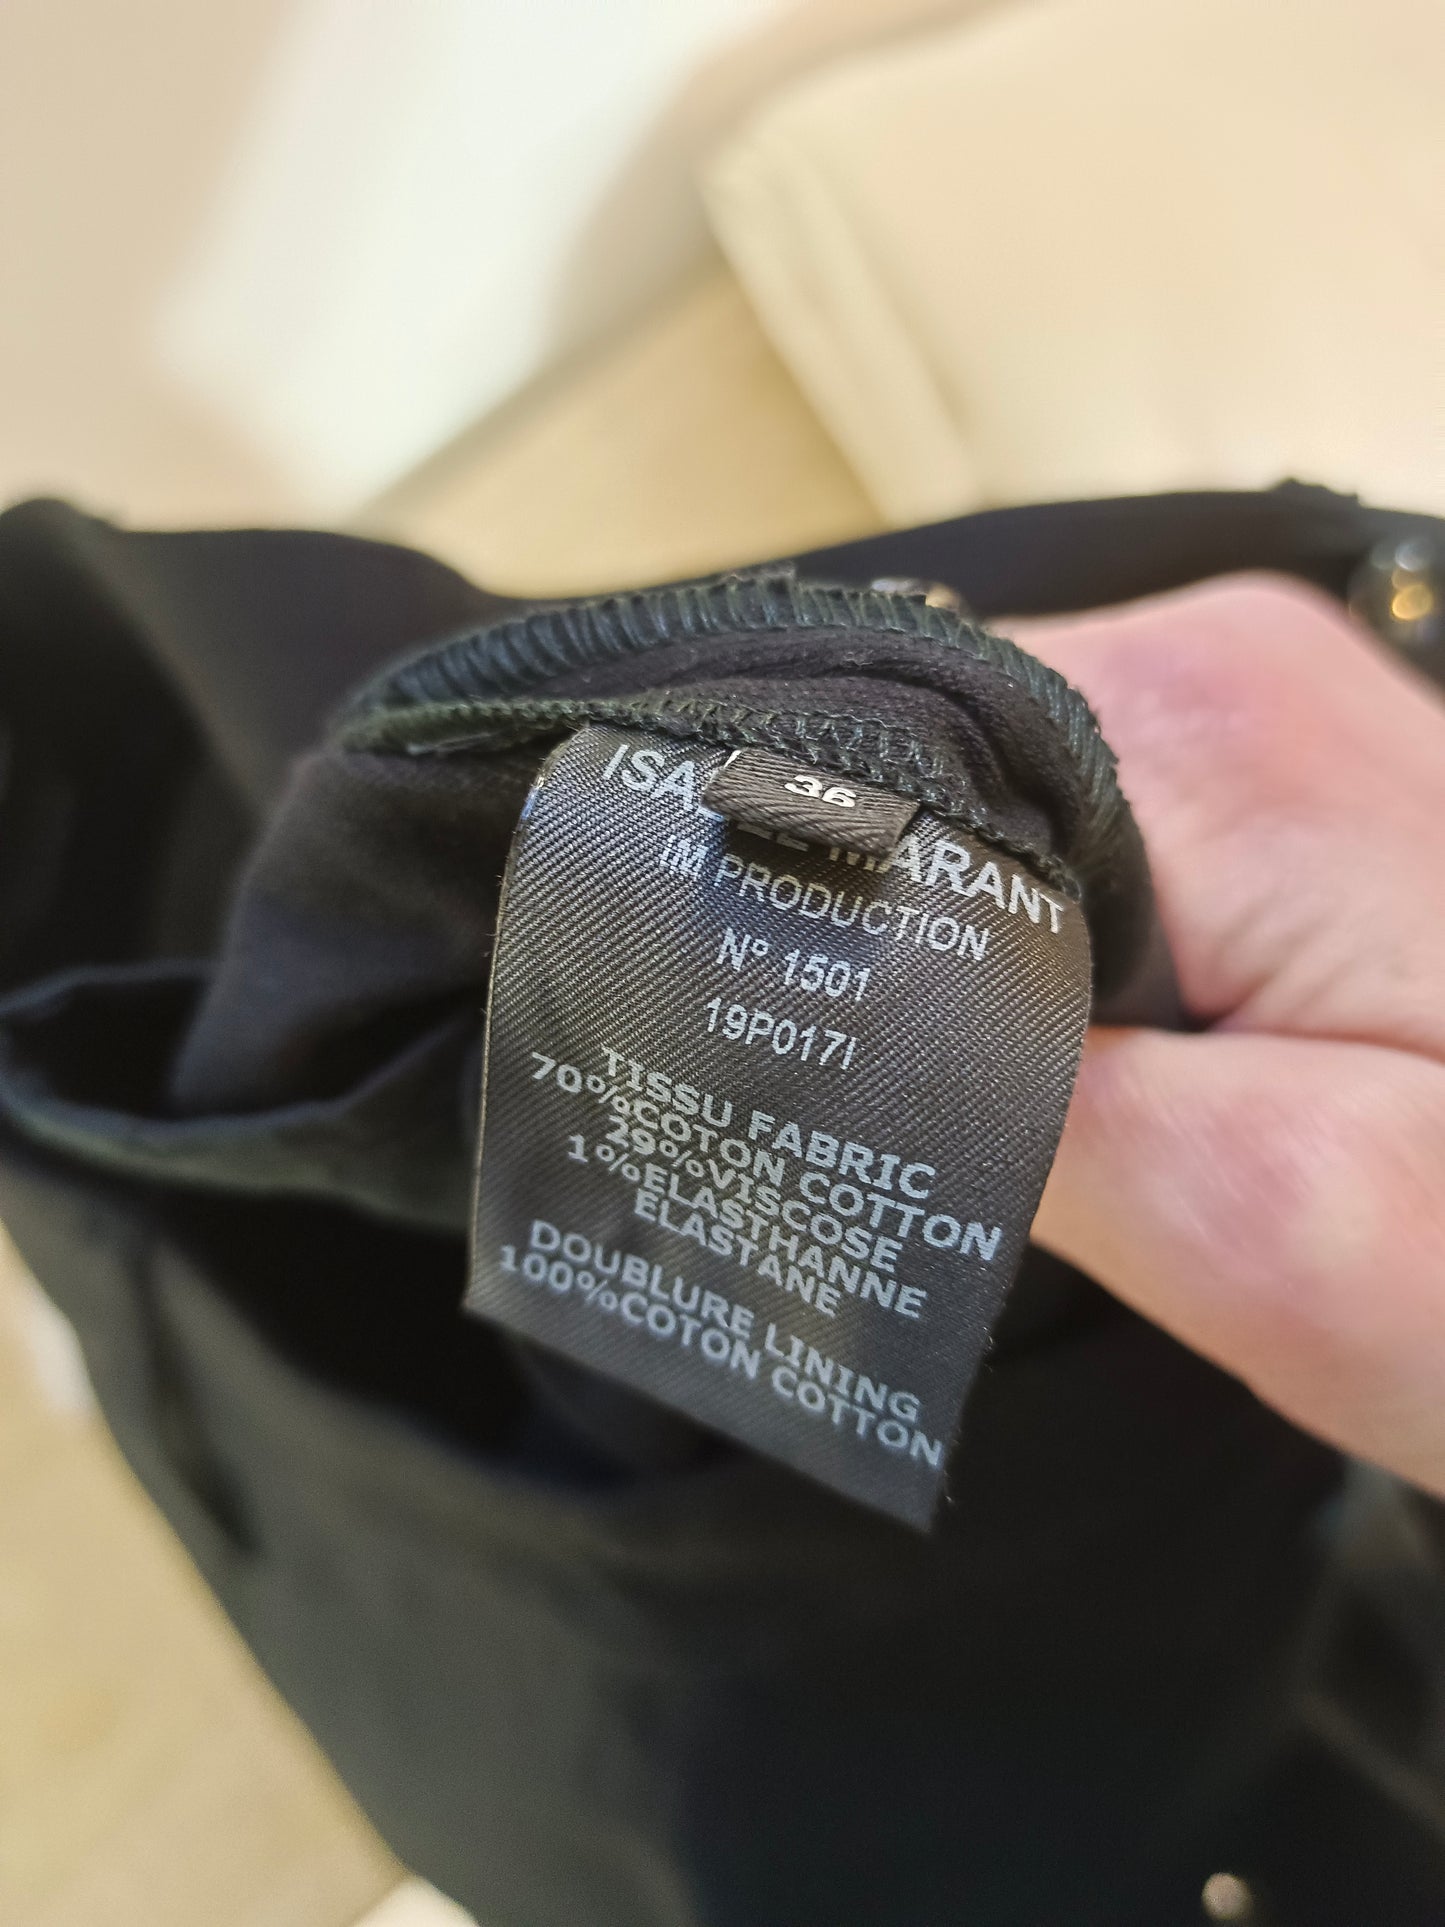 36
MARANT
IM PRODUCTION
N° 1501
19P017I
TISSU FABRIC
70%COTON COTTON
29%VISCOSE
1%ELASTHANNE
ELASTANE
DOUBLURE LINING
100%COTON COTTON